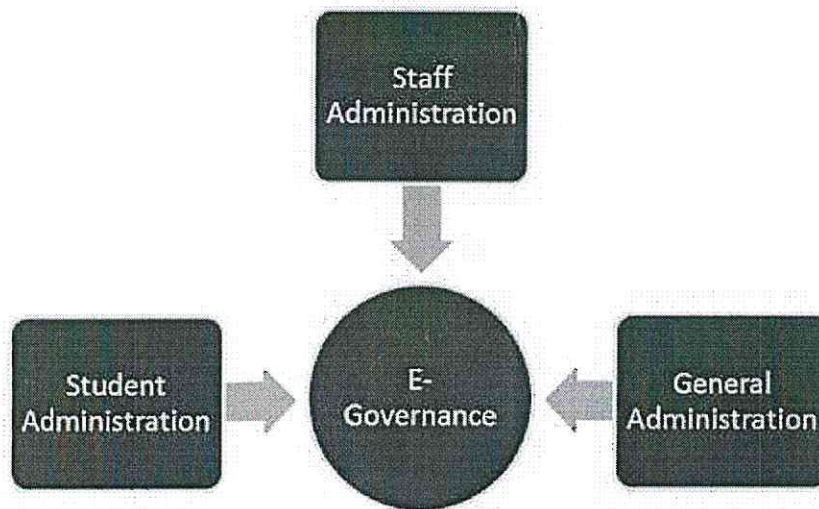 Staff
Administration
Student
Administration
E-
Governance
General
Administration